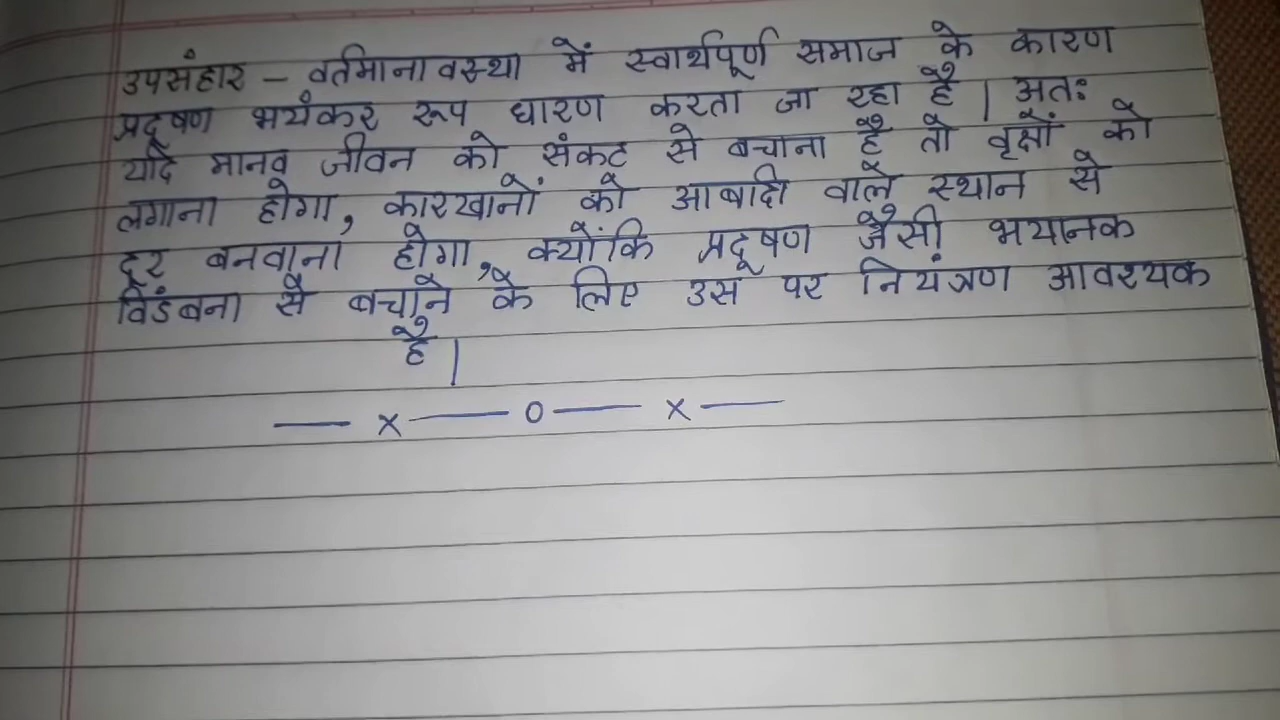 उपसंहार – वर्तमानावस्था में स्वार्थपूर्ण समाज के कारण
प्रदूषण भयंकर रूप धारण करता जा रहा है। अतः
यदि मानव जीवन को संकट से बचाना है तो वृक्षों को
लगाना होगा, कारखानों को आबादी वाले स्थान से
दूर बनवाना होगा, क्योंकि प्रदूषण जैसी भयानक
विडंबना से बचाने के लिए उस पर नियंत्रण आवश्यक
है।
— x —— o —— x —